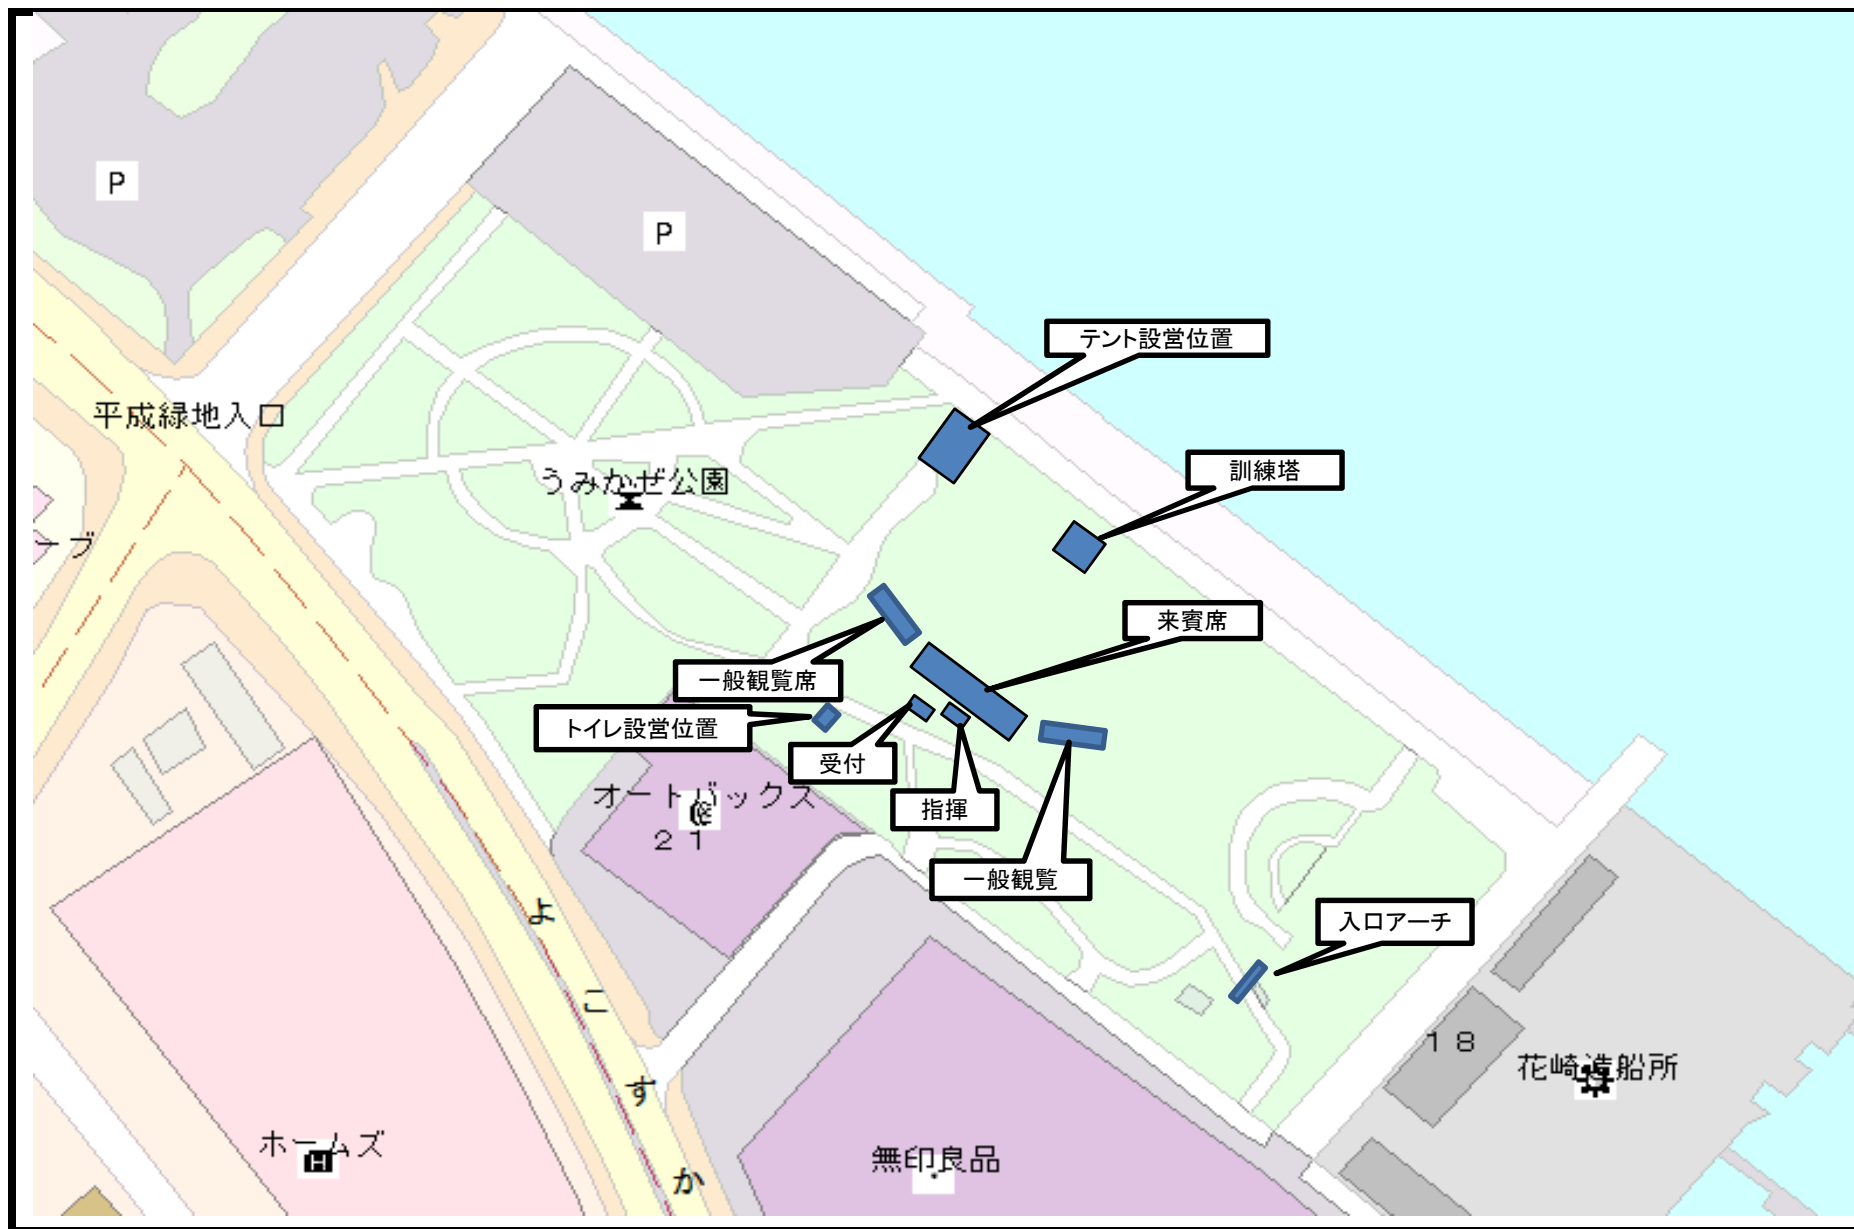 P
P
テント設営位置
平成緑地入口
訓練塔
うみかぜ公園
ーブ
来賓席
一般観覧席
トイレ設営位置
受付
オートバックス
21
指揮
一般観覧
入口アーチ
よこすか
18
花崎造船所
ホームズ
H
無印良品